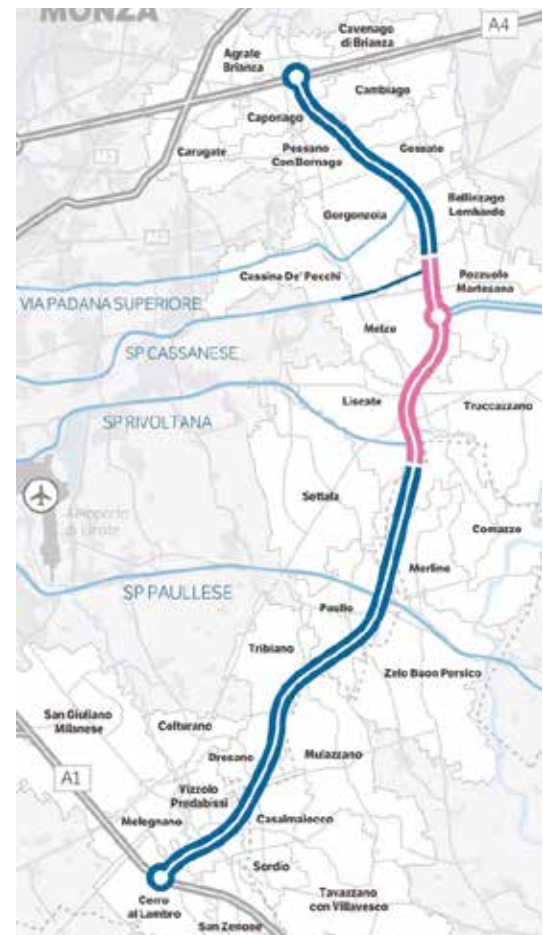 MONZA
Cavenago
di Brianza
A4
Agrate
Brianza
Cambiago
Caponago
Carugate
Pessano
Con Bornago
Gessate
Gorgonzola
Bellinzago
Lombardo
Cassina De' Pecchi
Pozzuolo
Martesana
VIA PADANA SUPERIORE
Melzo
SP CASSANESE
Liscate
Truccazzano
SP RIVOLTANA
Settala
Aeroporto
di Linate
Comazzo
Merlino
SP PAULLESE
Paullo
Tribiano
Zelo Buon Persico
San Giuliano
Milanese
Colturano
Dresano
Mulazzano
A1
Vizzolo
Predabissi
Melegnano
Casalmaiocco
Sordio
Cerro
al Lambro
Tavazzano
con Villavesco
San Zenone